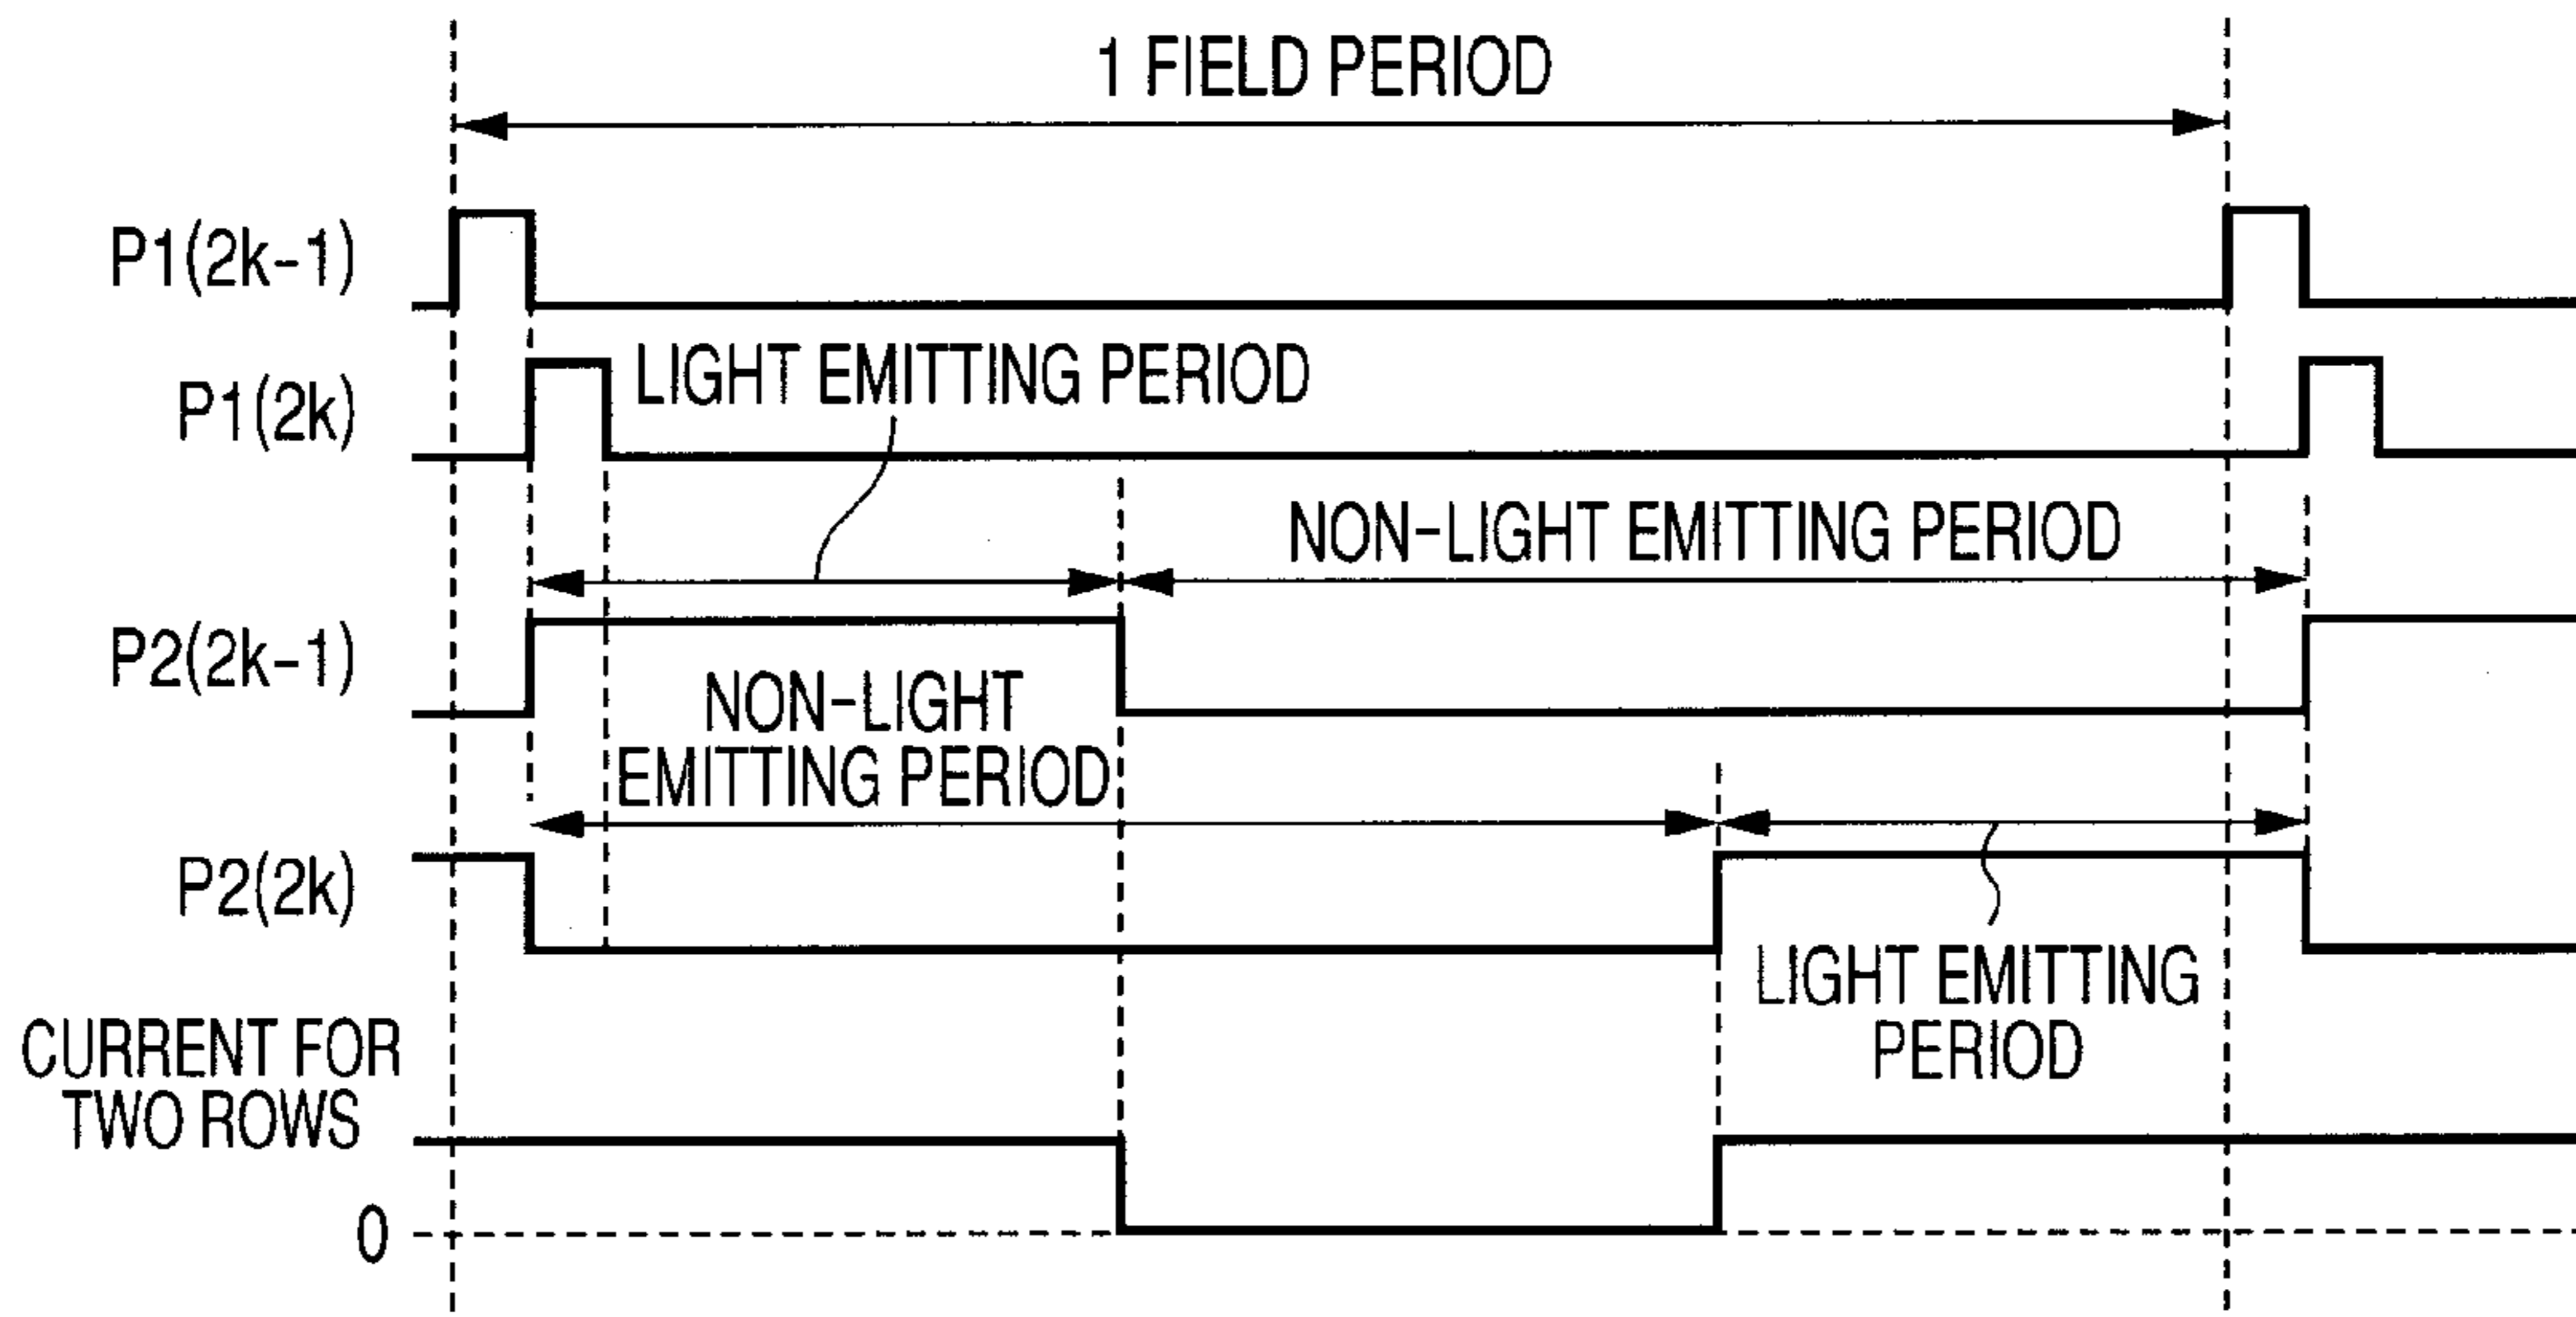 1 FIELD PERIOD
P1(2k-1)
LIGHT EMITTING PERIOD
P1(2k)
NON-LIGHT EMITTING PERIOD
P2(2k-1)
NON-LIGHT
EMITTING PERIOD
P2(2k)
LIGHT EMITTING
PERIOD
CURRENT FOR
TWO ROWS
0